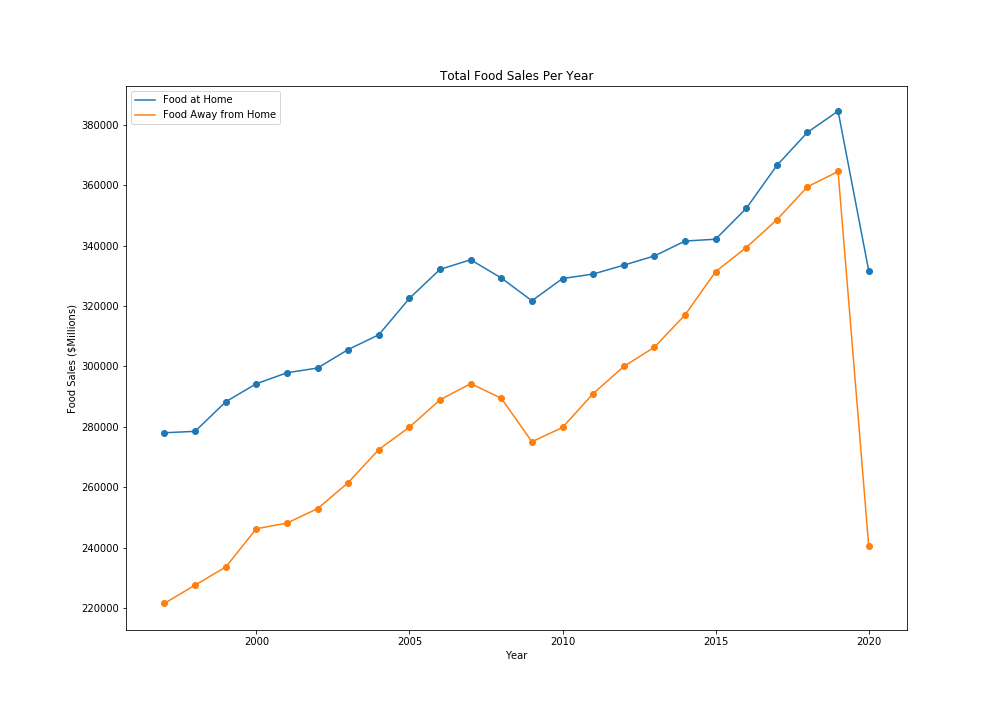 Total Food Sales Per Year
Food at Home
Food Away from Home
380000
360000
340000
320000
300000
280000
260000
240000
220000
Food Sales ($Millions)
2000
2005
2010
2015
2020
Year